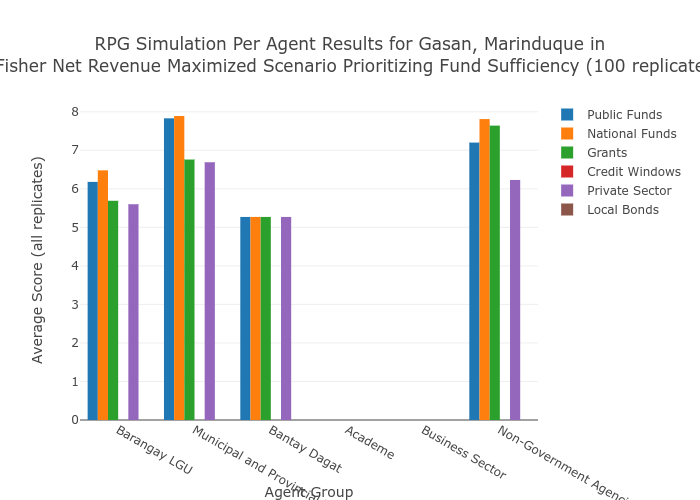 RPG Simulation Per Agent Results for Gasan, Marinduque in
Fisher Net Revenue Maximized Scenario Prioritizing Fund Sufficiency (100 replicate
Average Score (all replicates)
8
7
6
5
4
3
2
1
0
Public Funds
National Funds
Grants
Credit Windows
Private Sector
Local Bonds
Barangay LGU
Municipal and Provincial
Bantay Dagat
Academe
Business Sector
Non-Government Agenci
Agent Group